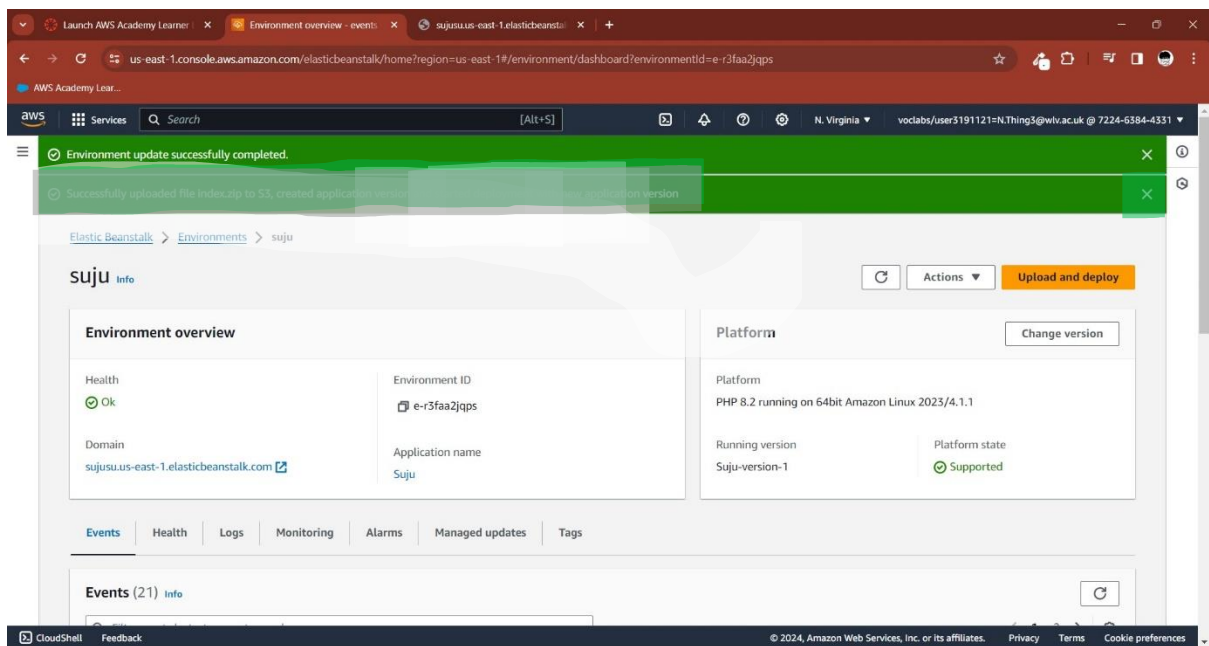 Launch AWS Academy Learner
Environment overview - events
sujusu.us-east-1.elasticbeanstal
us-east-1.console.aws.amazon.com/elasticbeanstalk/home?region=us-east-1#/environment/dashboard?environmentId=e-r3faa2jqps
AWS Academy Lear...
aws Services Search [Alt+S] N. Virginia voclabs/user3191121=N.Thing3@wlv.ac.uk @ 7224-6384-4331
Environment update successfully completed.
Successfully uploaded file index.zip to S3, created application version
Elastic Beanstalk > Environments > suju
suju Info
Actions Upload and deploy
Environment overview
Health
Ok
Environment ID
e-r3faa2jqps
Domain
sujusu.us-east-1.elasticbeanstalk.com
Application name
Suju
Platform
Change version
Platform
PHP 8.2 running on 64bit Amazon Linux 2023/4.1.1
Running version
Suju-version-1
Platform state
Supported
Events Health Logs Monitoring Alarms Managed updates Tags
Events (21) Info
CloudShell Feedback © 2024, Amazon Web Services, Inc. or its affiliates. Privacy Terms Cookie preferences